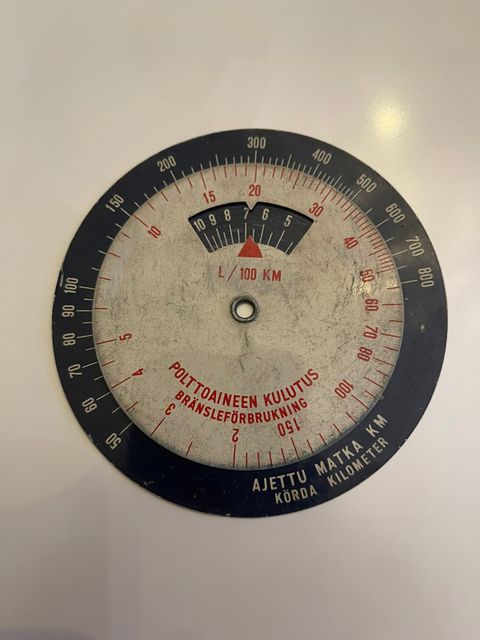 50 60 70 80 90 100 150 200 300 400 500 600 700 800
2 3 4 5 10 15 20 30 40 50 60 70 80 100 150
10 9 8 7 6 5
L/100 KM
POLTTOAINEEN KULUTUS
BRÄNSLEFÖRBRUKNING
AJETTU MATKA KM
KÖRDA KILOMETER